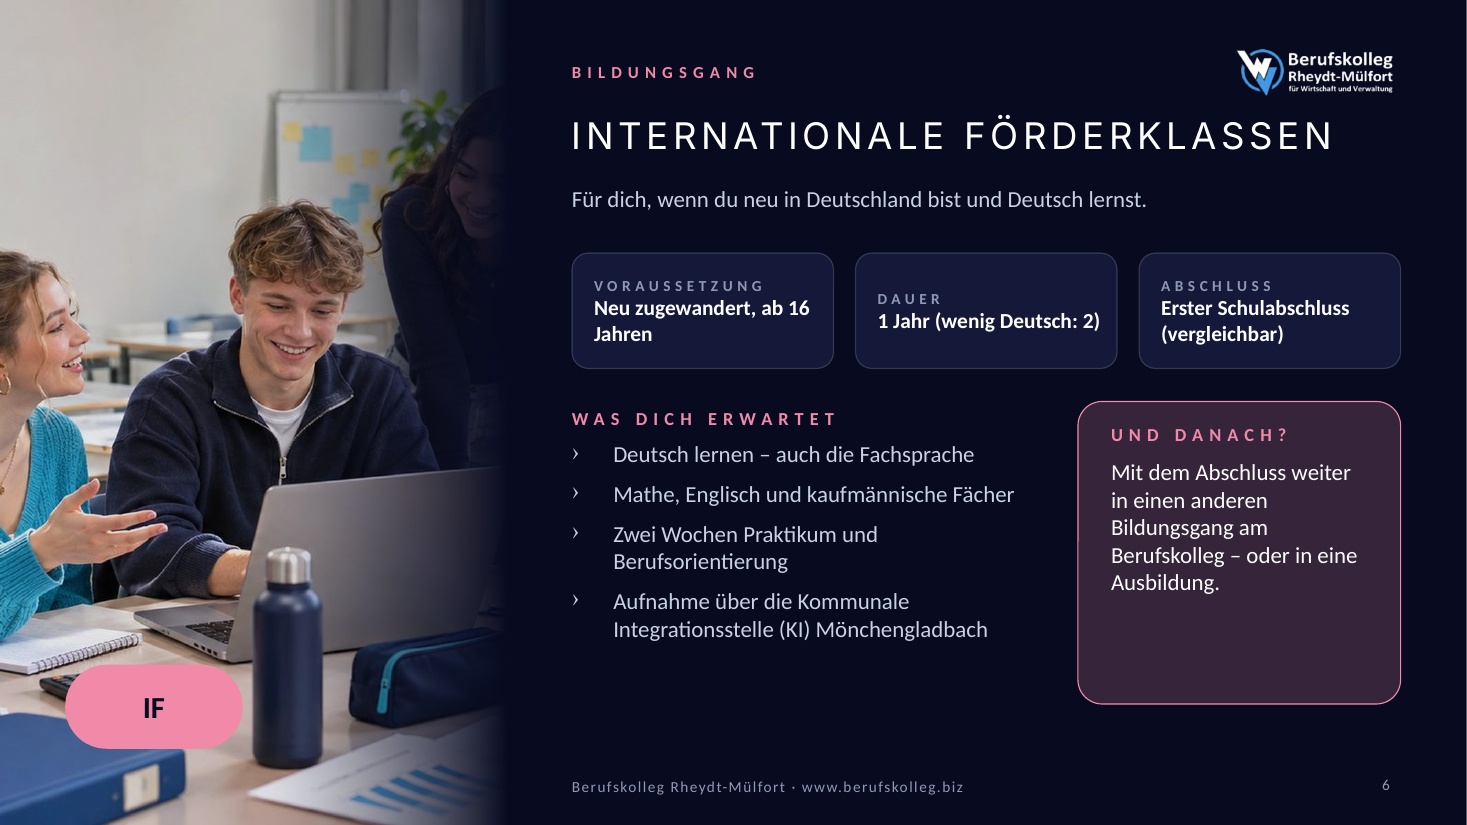 BILDUNGSGANG
Berufskolleg
Rheydt-Mülfort
für Wirtschaft und Verwaltung
INTERNATIONALE FÖRDERKLASSEN
Für dich, wenn du neu in Deutschland bist und Deutsch lernst.
VORAUSSETZUNG
Neu zugewandert, ab 16
Jahren
DAUER
1 Jahr (wenig Deutsch: 2)
ABSCHLUSS
Erster Schulabschluss
(vergleichbar)
WAS DICH ERWARTET
› Deutsch lernen – auch die Fachsprache
› Mathe, Englisch und kaufmännische Fächer
› Zwei Wochen Praktikum und
Berufsorientierung
› Aufnahme über die Kommunale
Integrationsstelle (KI) Mönchengladbach
UND DANACH?
Mit dem Abschluss weiter
in einen anderen
Bildungsgang am
Berufskolleg – oder in eine
Ausbildung.
IF
Berufskolleg Rheydt-Mülfort · www.berufskolleg.biz
6